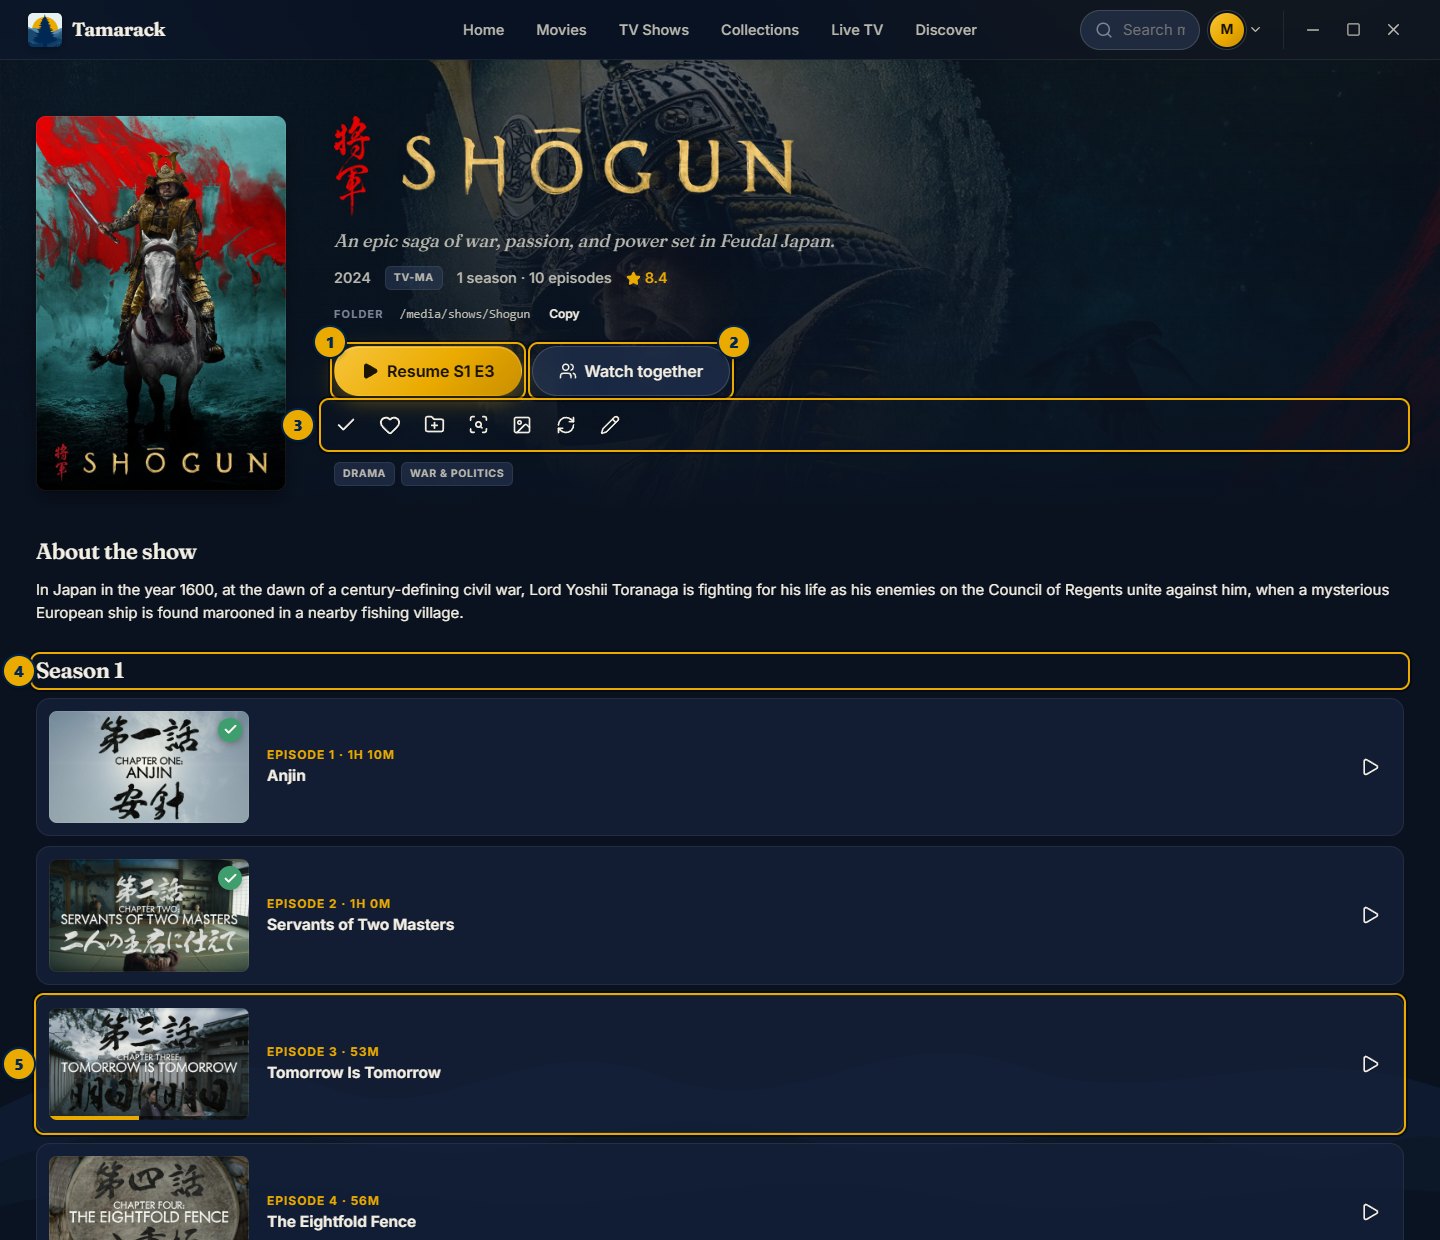 Tamarack
Home
Movies
TV Shows
Collections
Live TV
Discover
Search m
M
将軍
SHŌGUN
An epic saga of war, passion, and power set in Feudal Japan.
2024
TV-MA
1 season · 10 episodes
8.4
FOLDER
/media/shows/Shogun
Copy
1
Resume S1 E3
2
Watch together
3
DRAMA
WAR & POLITICS
将軍
SHŌGUN
About the show
In Japan in the year 1600, at the dawn of a century-defining civil war, Lord Yoshii Toranaga is fighting for his life as his enemies on the Council of Regents unite against him, when a mysterious
European ship is found marooned in a nearby fishing village.
4
Season 1
第一話
CHAPTER ONE:
ANJIN
安針
EPISODE 1 · 1H 10M
Anjin
第二話
CHAPTER TWO:
SERVANTS OF TWO MASTERS
二人の主君に仕えて
EPISODE 2 · 1H 0M
Servants of Two Masters
5
第三話
CHAPTER THREE:
TOMORROW IS TOMORROW
EPISODE 3 · 53M
Tomorrow Is Tomorrow
第四話
CHAPTER FOUR:
THE EIGHTFOLD FENCE
EPISODE 4 · 56M
The Eightfold Fence